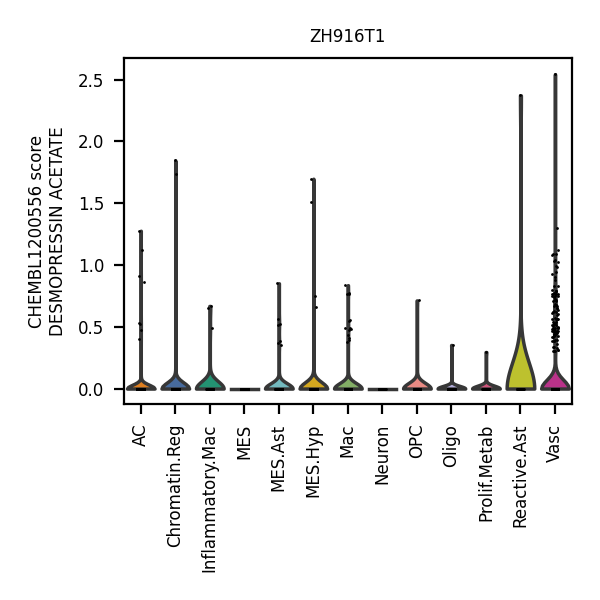 ZH916T1
CHEMBL1200556 score
DESMOPRESSIN ACETATE
2.5
2.0
1.5
1.0
0.5
0.0
AC
Chromatin.Reg
Inflammatory.Mac
MES
MES.Ast
MES.Hyp
Mac
Neuron
OPC
Oligo
Prolif.Metab
Reactive.Ast
Vasc